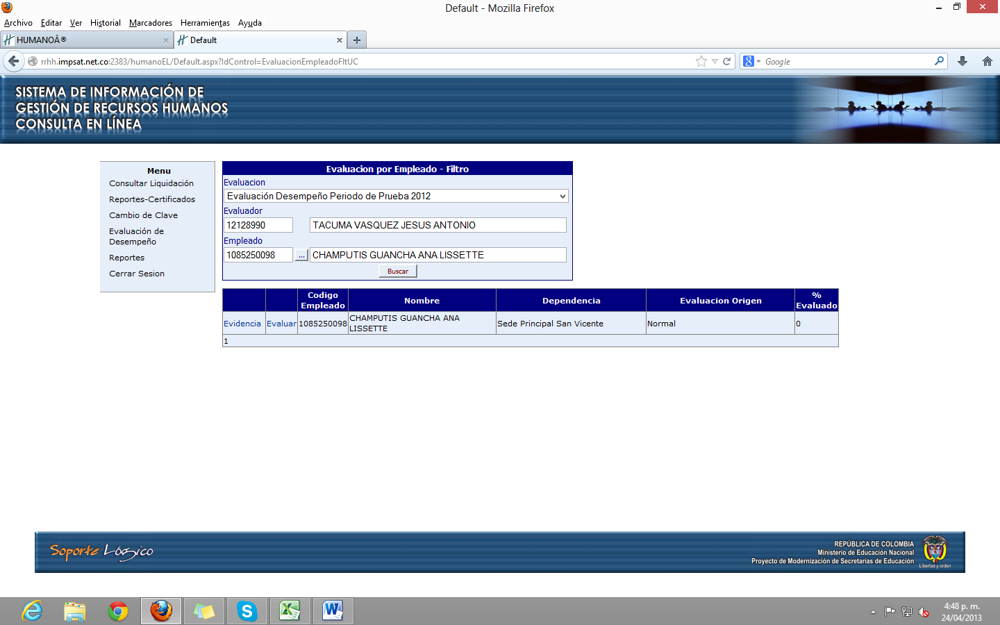 Default - Mozilla Firefox
Archivo Editar Ver Historial Marcadores Herramientas Ayuda
HUMANOÂ®
Default
rrhh.impsat.net.co:2383/humanoEL/Default.aspx?IdControl=EvaluacionEmpleadoFltUC
Google
SISTEMA DE INFORMACIÓN DE
GESTIÓN DE RECURSOS HUMANOS
CONSULTA EN LÍNEA
Menu
Consultar Liquidación
Reportes-Certificados
Cambio de Clave
Evaluación de
Desempeño
Reportes
Cerrar Sesion
Evaluacion por Empleado - Filtro
Evaluacion
Evaluación Desempeño Periodo de Prueba 2012
Evaluador
12128990 TACUMA VASQUEZ JESUS ANTONIO
Empleado
1085250098 ... CHAMPUTIS GUANCHA ANA LISSETTE
Buscar
Codigo Empleado Nombre Dependencia Evaluacion Origen % Evaluado
Evidencia Evaluar 1085250098 CHAMPUTIS GUANCHA ANA LISSETTE Sede Principal San Vicente Normal 0
1
Soporte Lógico
REPÚBLICA DE COLOMBIA
Ministerio de Educación Nacional
Proyecto de Modernización de Secretarías de Educación
Libertad y orden
4:48 p. m.
24/04/2013